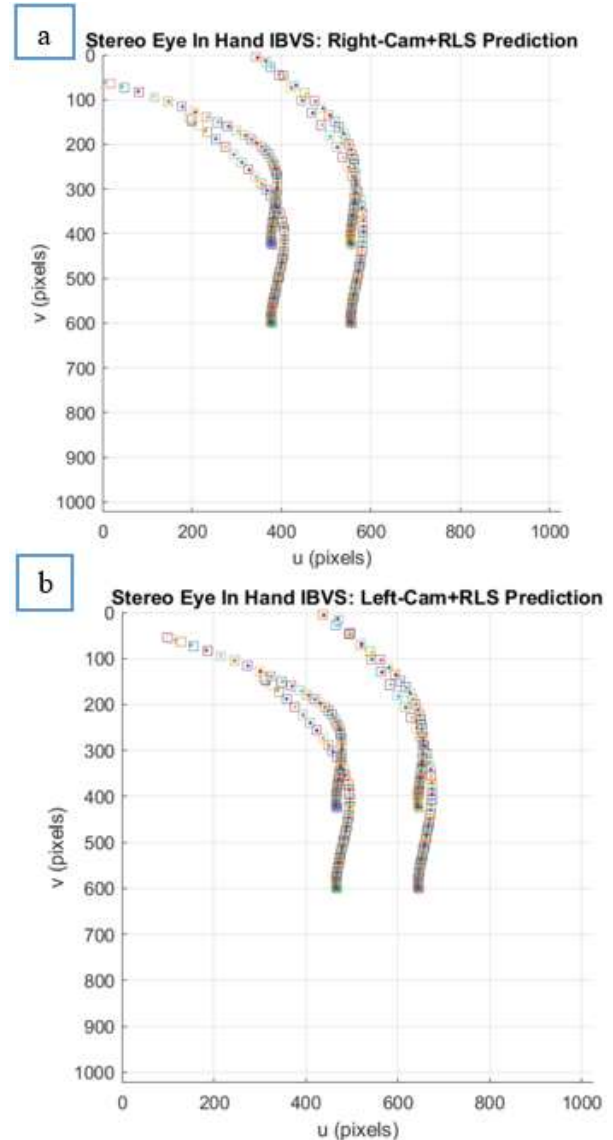 a
Stereo Eye In Hand IBVS: Right-Cam+RLS Prediction
0
100
200
300
400
500
600
700
800
900
1000
v (pixels)
200 400 600 800 1000
u (pixels)
b
Stereo Eye In Hand IBVS: Left-Cam+RLS Prediction
0
100
200
300
400
500
600
700
800
900
1000
v (pixels)
0 200 400 600 800 1000
u (pixels)